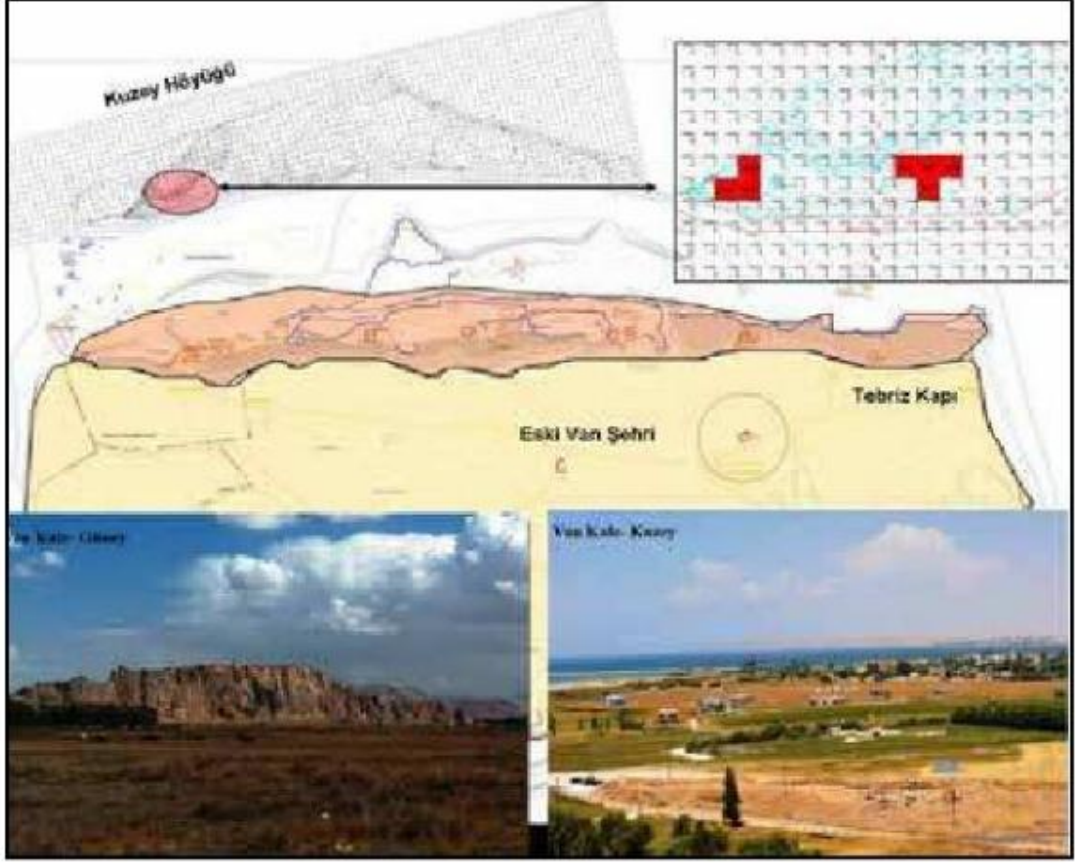 Kuzey Höyüğü
Tebriz Kapı
Eski Van Şehri
Van Kale- Güney
Van Kale- Kuzey